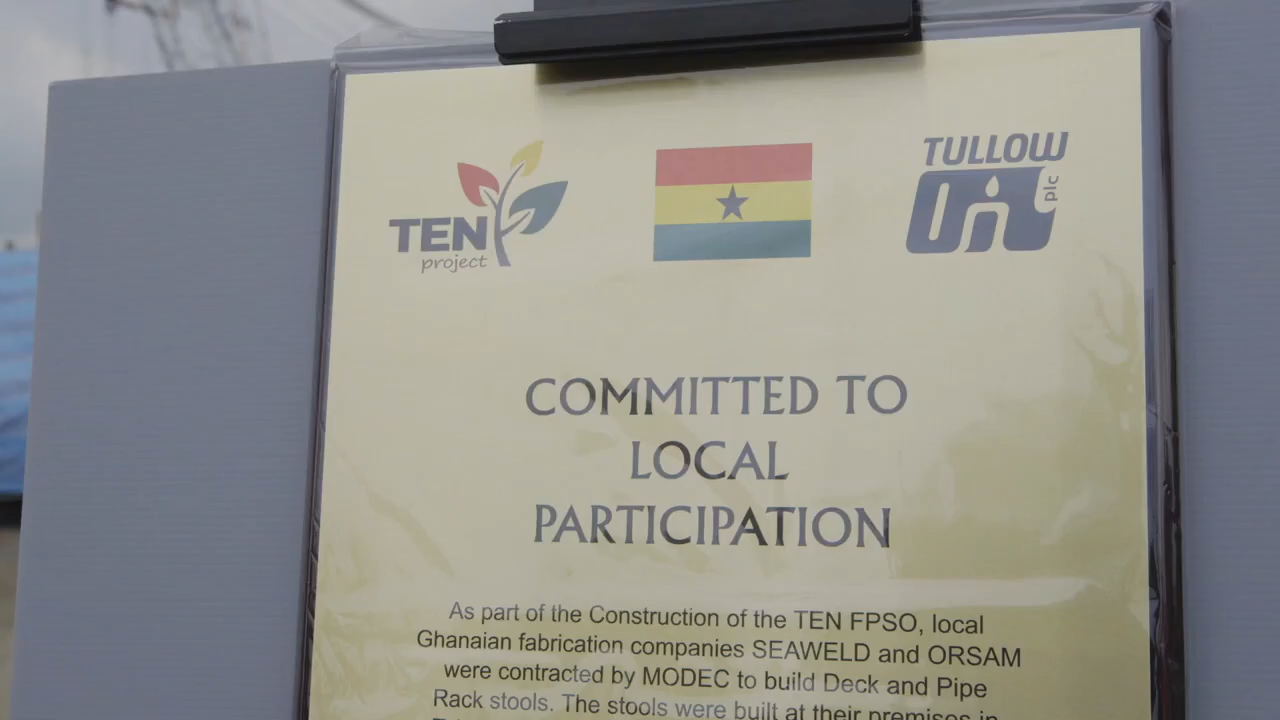 TEN
project
TULLOW
OIL
plc
COMMITTED TO
LOCAL
PARTICIPATION
As part of the Construction of the TEN FPSO, local
Ghanaian fabrication companies SEAWELD and ORSAM
were contracted by MODEC to build Deck and Pipe
Rack stools. The stools were built at their premises in